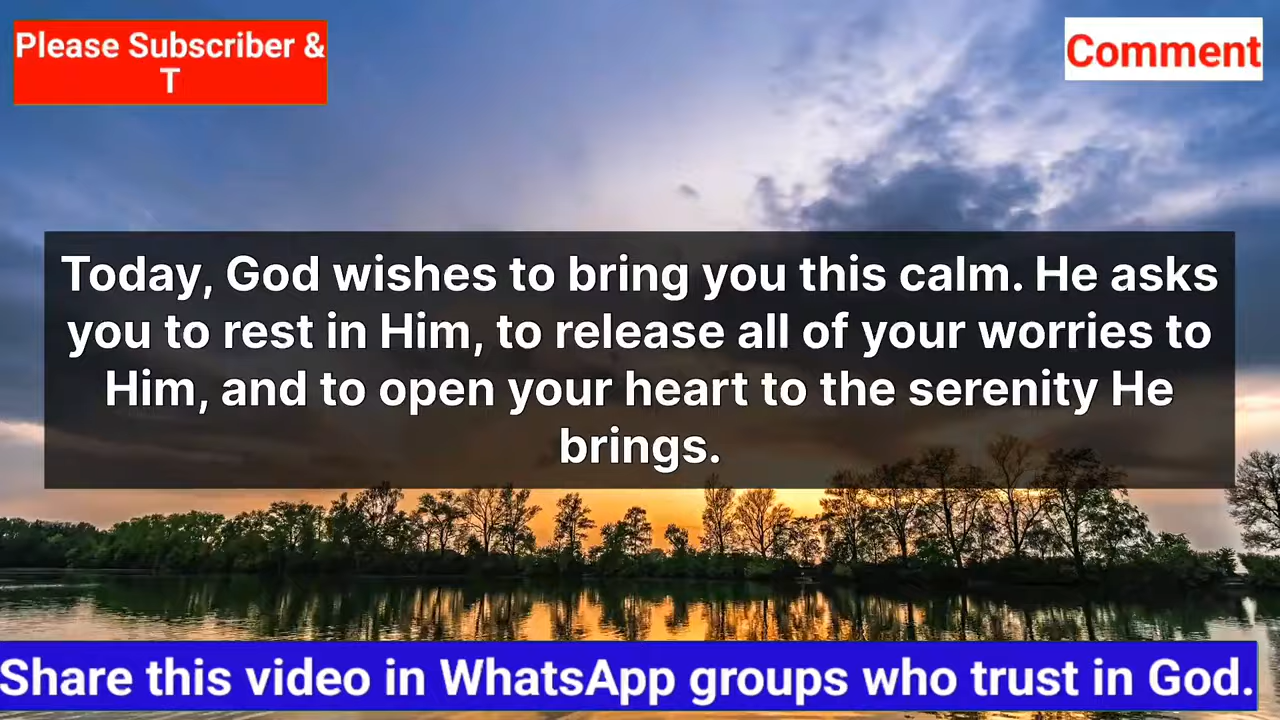 Please Subscriber &
T
Comment
Today, God wishes to bring you this calm. He asks
you to rest in Him, to release all of your worries to
Him, and to open your heart to the serenity He
brings.
Share this video in WhatsApp groups who trust in God.